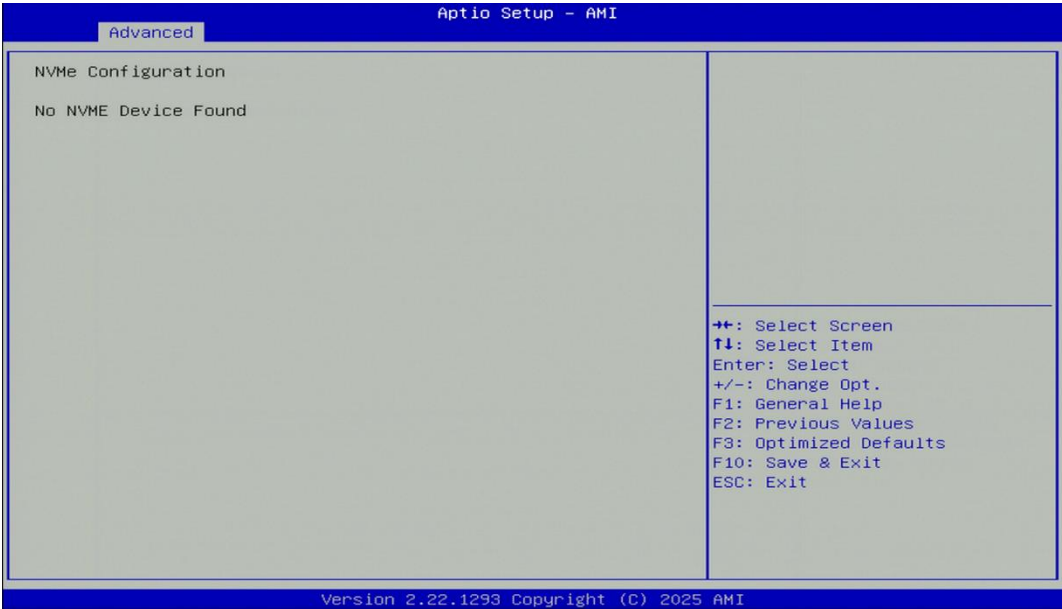 Aptio Setup - AMI
Advanced
NVMe Configuration
No NVME Device Found
→←: Select Screen
↑↓: Select Item
Enter: Select
+/-: Change Opt.
F1: General Help
F2: Previous Values
F3: Optimized Defaults
F10: Save & Exit
ESC: Exit
Version 2.22.1293 Copyright (C) 2025 AMI